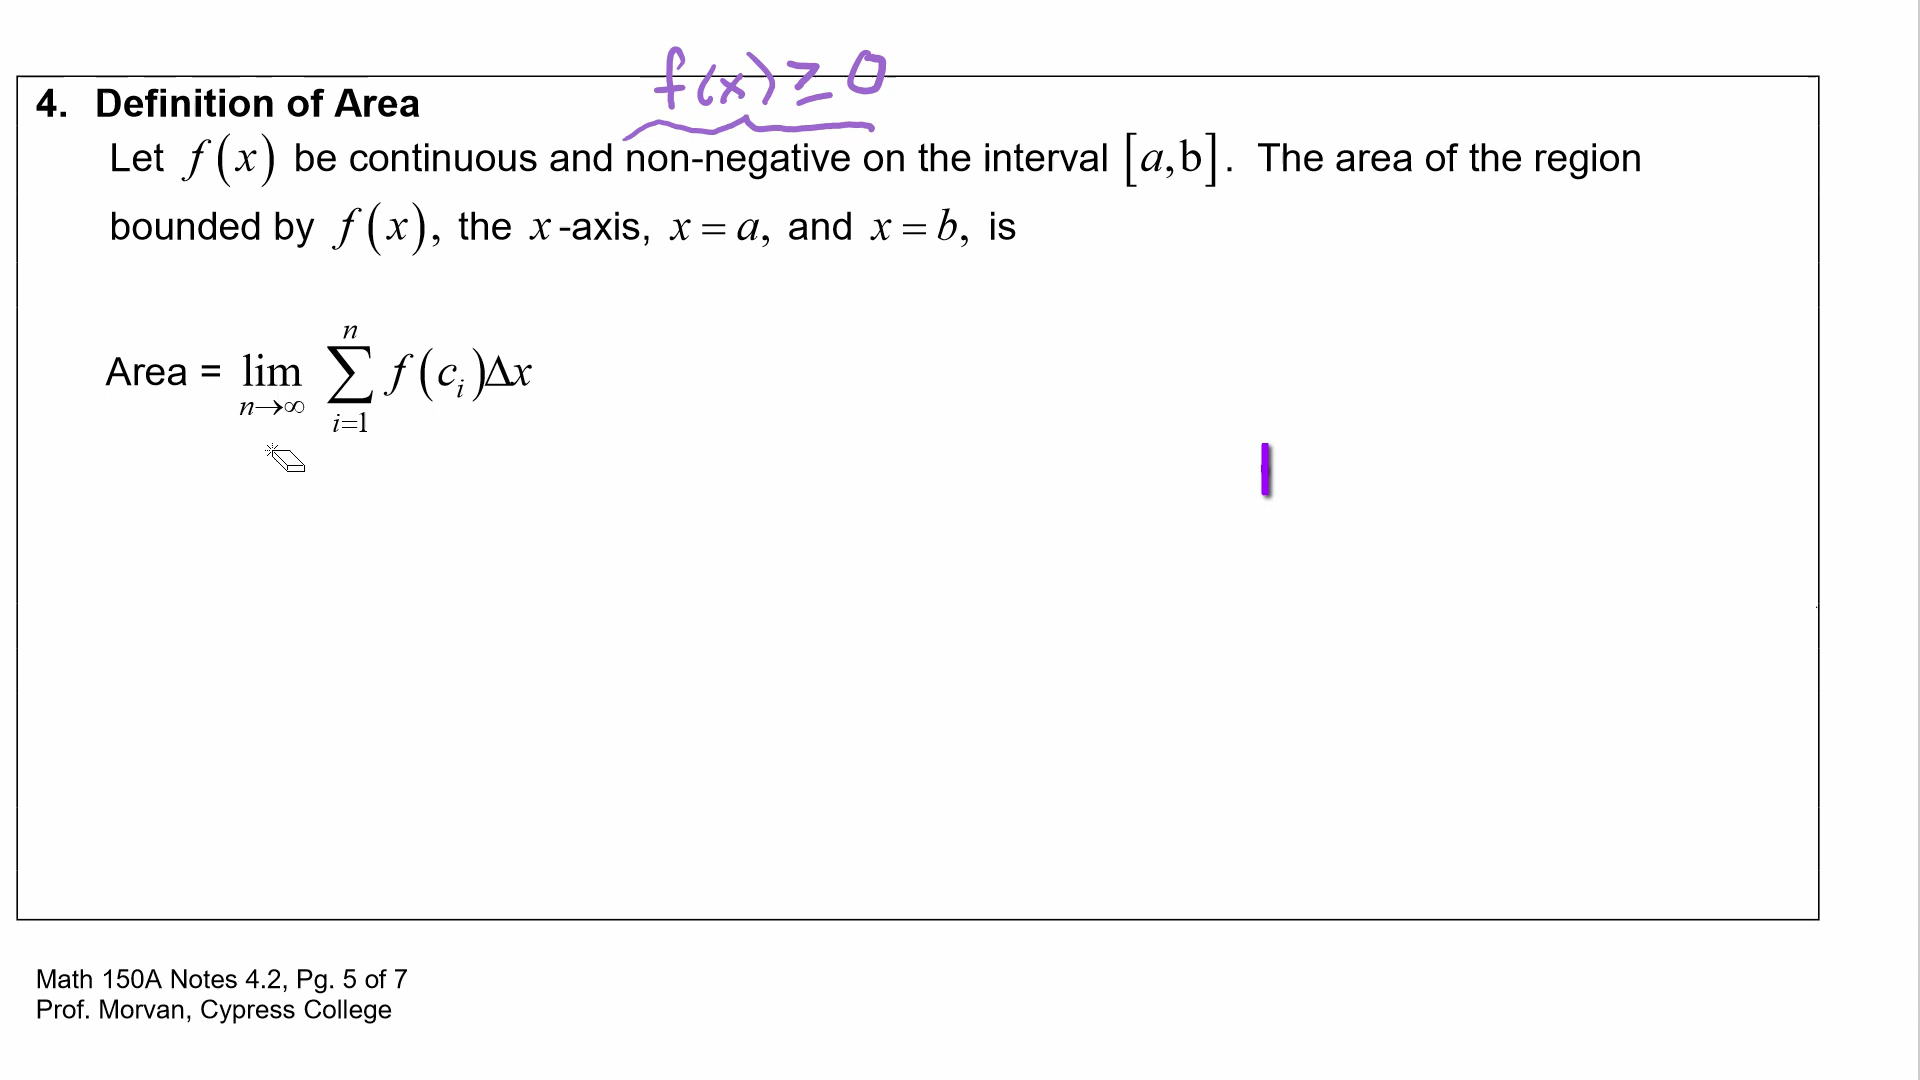 f(x) ≥ 0
4. Definition of Area
Let f(x) be continuous and non-negative on the interval [a,b]. The area of the region
bounded by f(x), the x-axis, x = a, and x = b, is
Area = lim_{n→∞} ∑_{i=1}^{n} f(c_i)Δx
Math 150A Notes 4.2, Pg. 5 of 7
Prof. Morvan, Cypress College